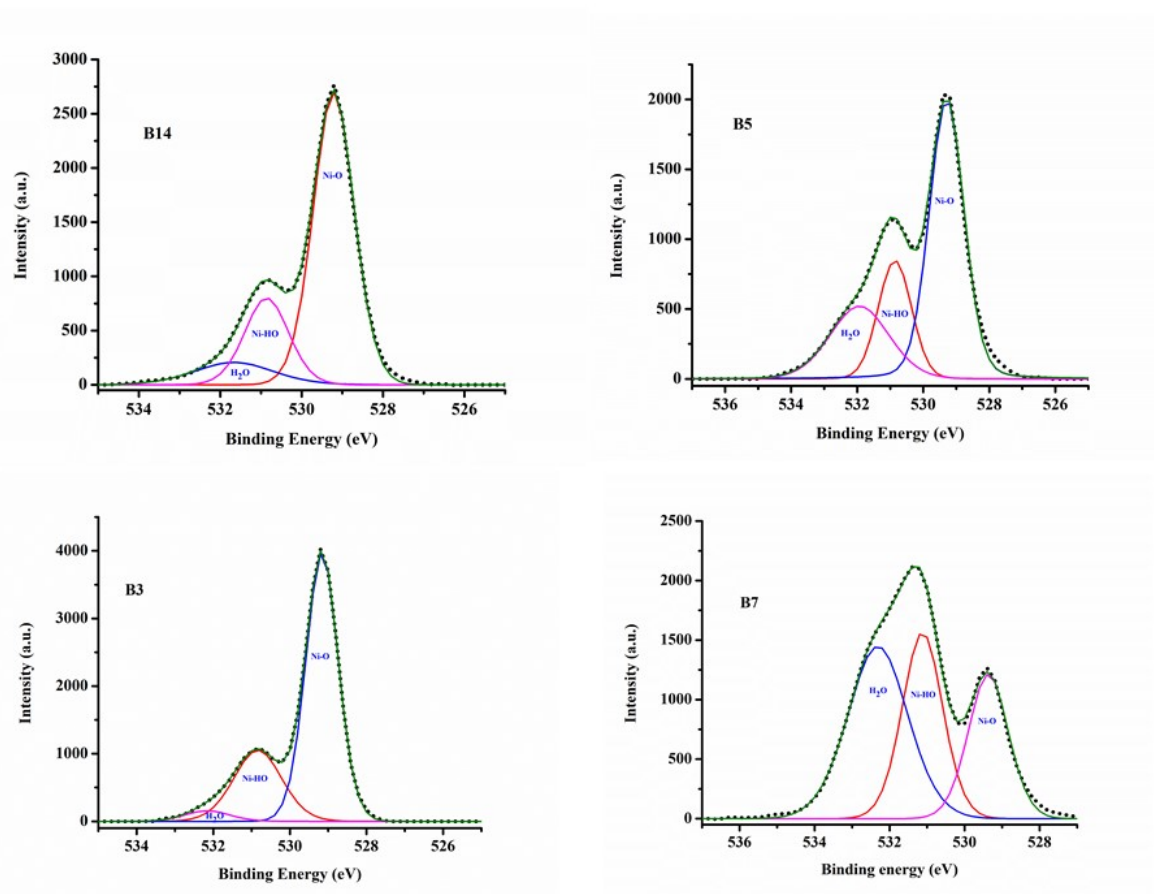 3000
2500
2000
1500
1000
500
0
B14
Ni-O
Ni-HO
H2O
534 532 530 528 526
Binding Energy (eV)
Intensity (a.u.)
2000
1500
1000
500
0
B5
Ni-O
Ni-HO
H2O
536 534 532 530 528 526
Binding Energy (eV)
Intensity (a.u.)
4000
3000
2000
1000
0
B3
Ni-O
Ni-HO
H2O
534 532 530 528 526
Binding Energy (eV)
Intensity (a.u.)
2500
2000
1500
1000
500
0
B7
H2O
Ni-HO
Ni-O
536 534 532 530 528
Binding energy (eV)
Intensity (a.u.)